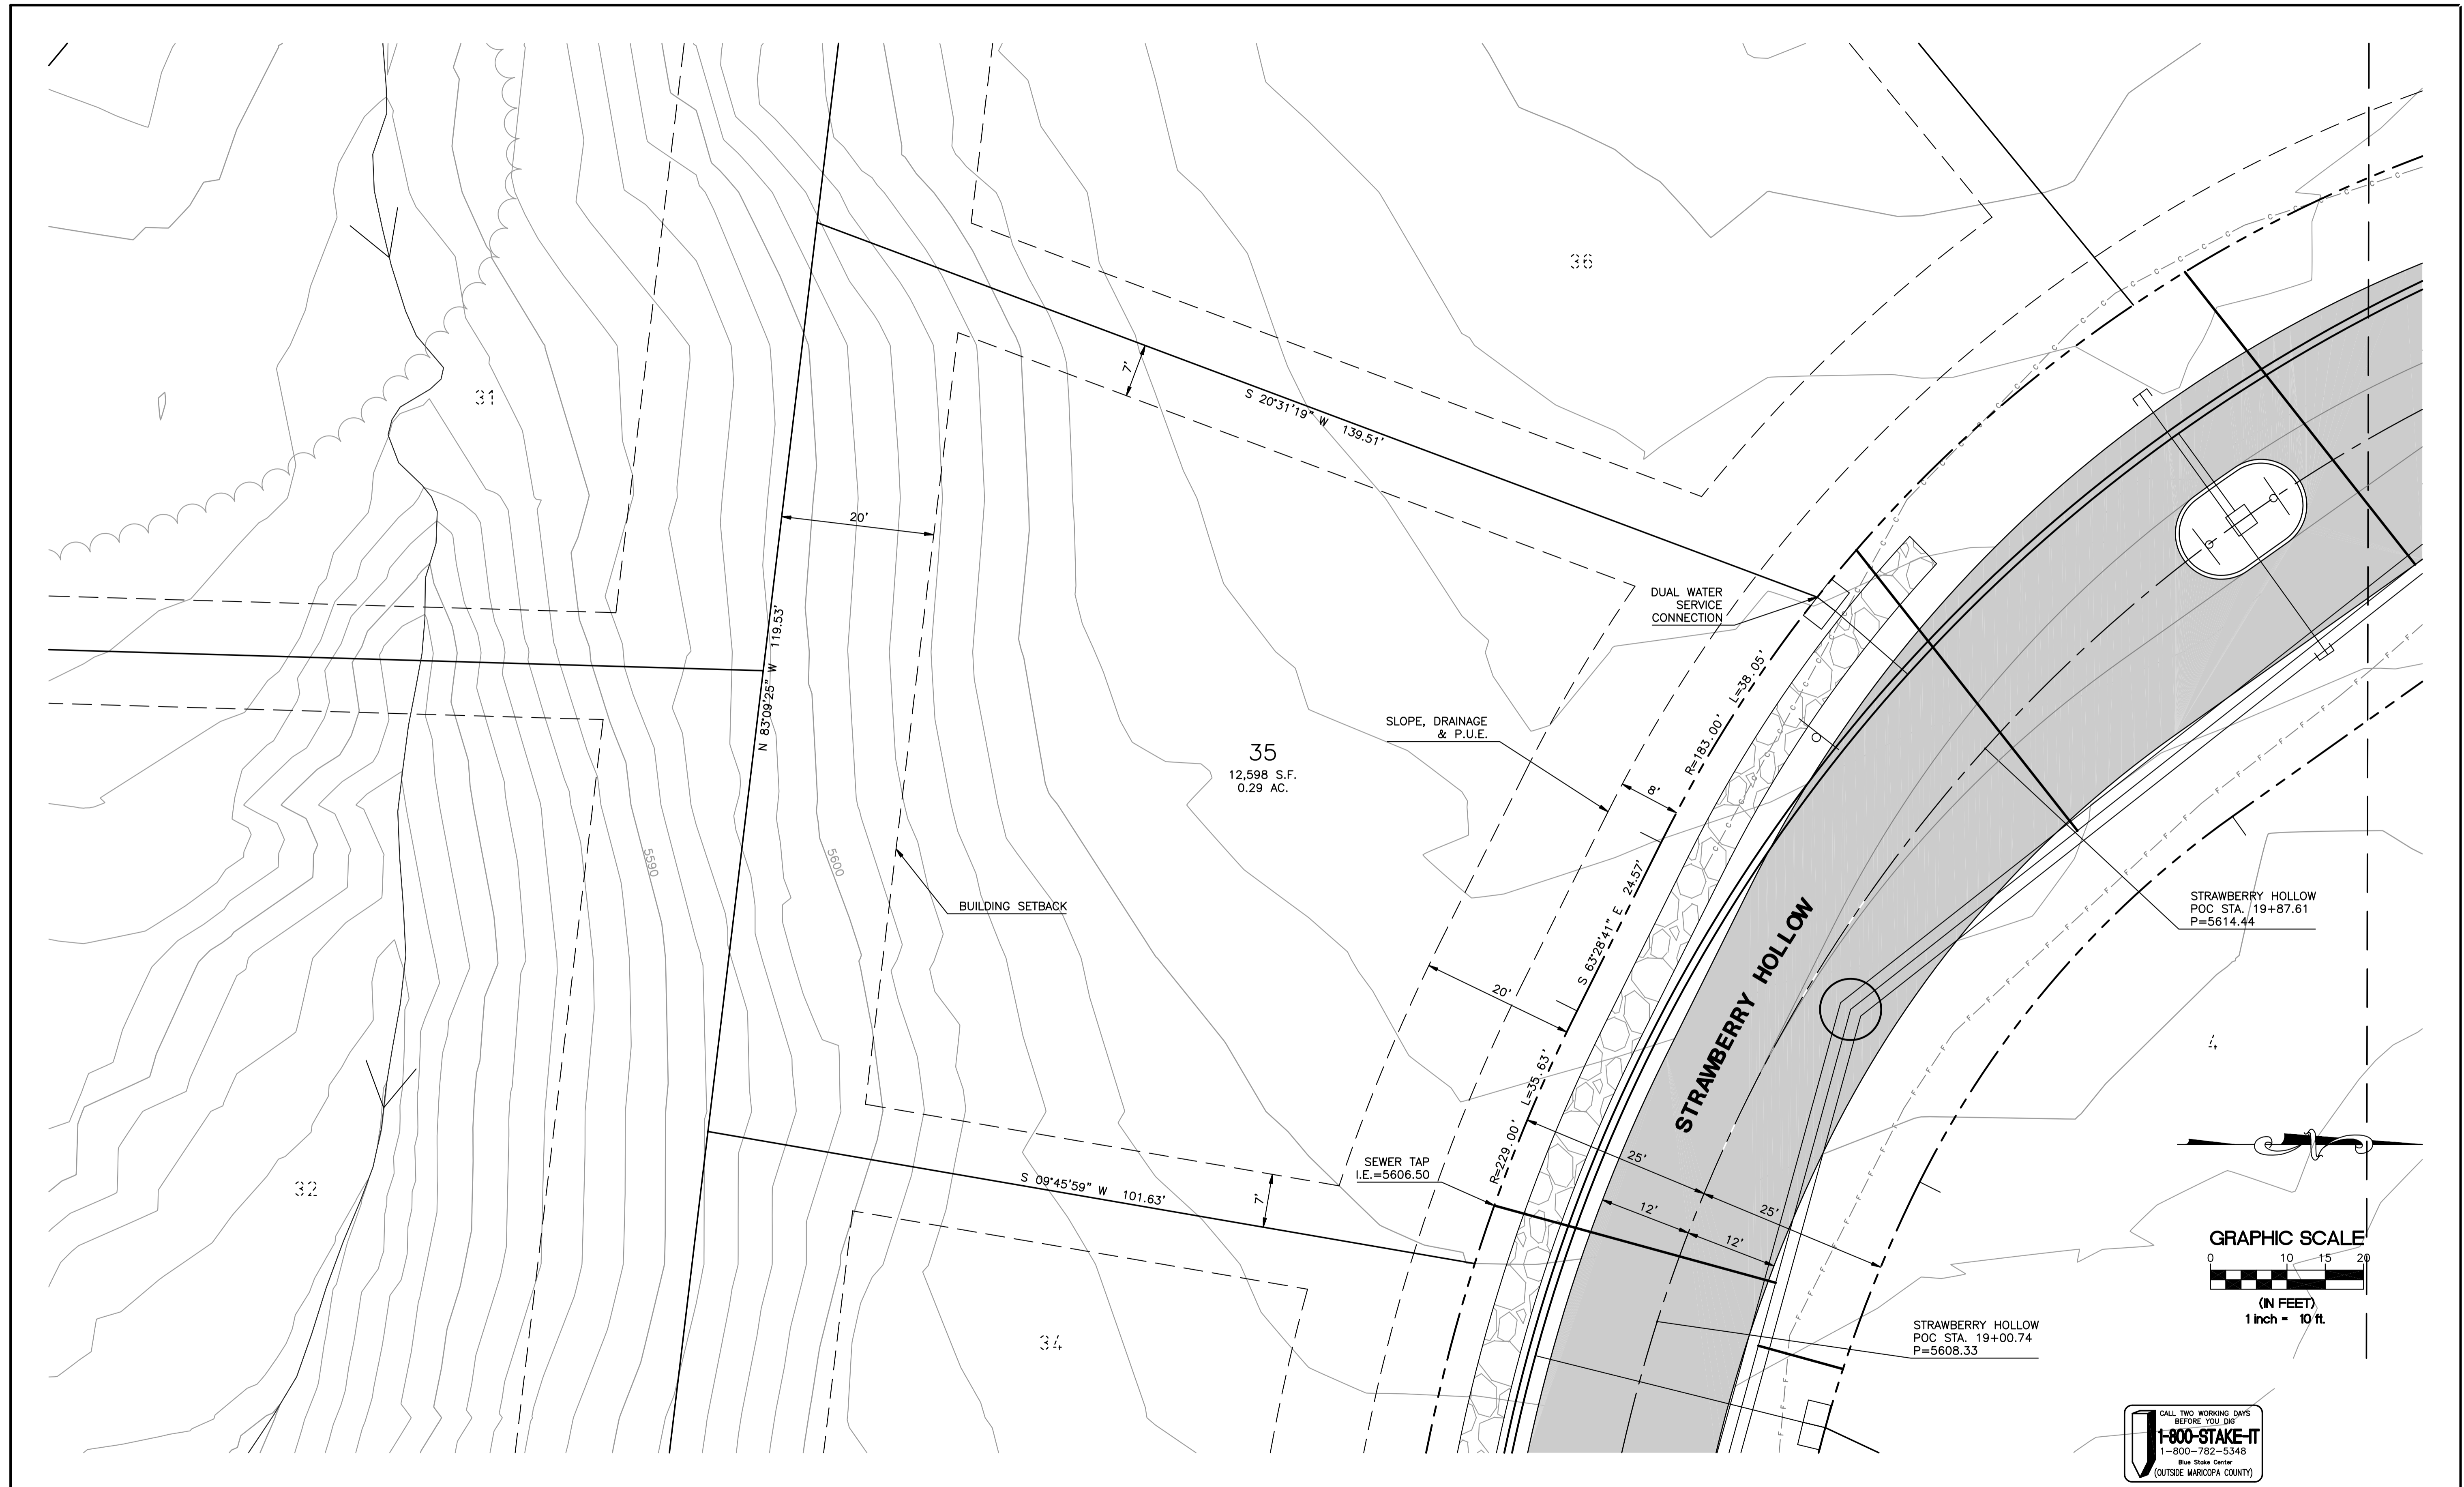 36
31
7'
S 20°31'19" W 139.51'
20'
DUAL WATER
SERVICE
CONNECTION
N 83°09'25" W 119.53'
R=183.00' L=38.05'
SLOPE, DRAINAGE
& P.U.E.
35
12,598 S.F.
0.29 AC.
8'
5590
5600
BUILDING SETBACK
S 63°28'41" E 24.57'
STRAWBERRY HOLLOW
STRAWBERRY HOLLOW
POC STA. 19+87.61
P=5614.44
20'
4
R=229.00' L=35.63'
SEWER TAP
I.E.=5606.50
25'
25'
12'
12'
32
S 09°45'59" W 101.63'
7'
34
GRAPHIC SCALE
0 10 15 20
(IN FEET)
1 inch = 10 ft.
STRAWBERRY HOLLOW
POC STA. 19+00.74
P=5608.33
CALL TWO WORKING DAYS
BEFORE YOU DIG
1-800-STAKE-IT
1-800-782-5348
Blue Stake Center
(OUTSIDE MARICOPA COUNTY)